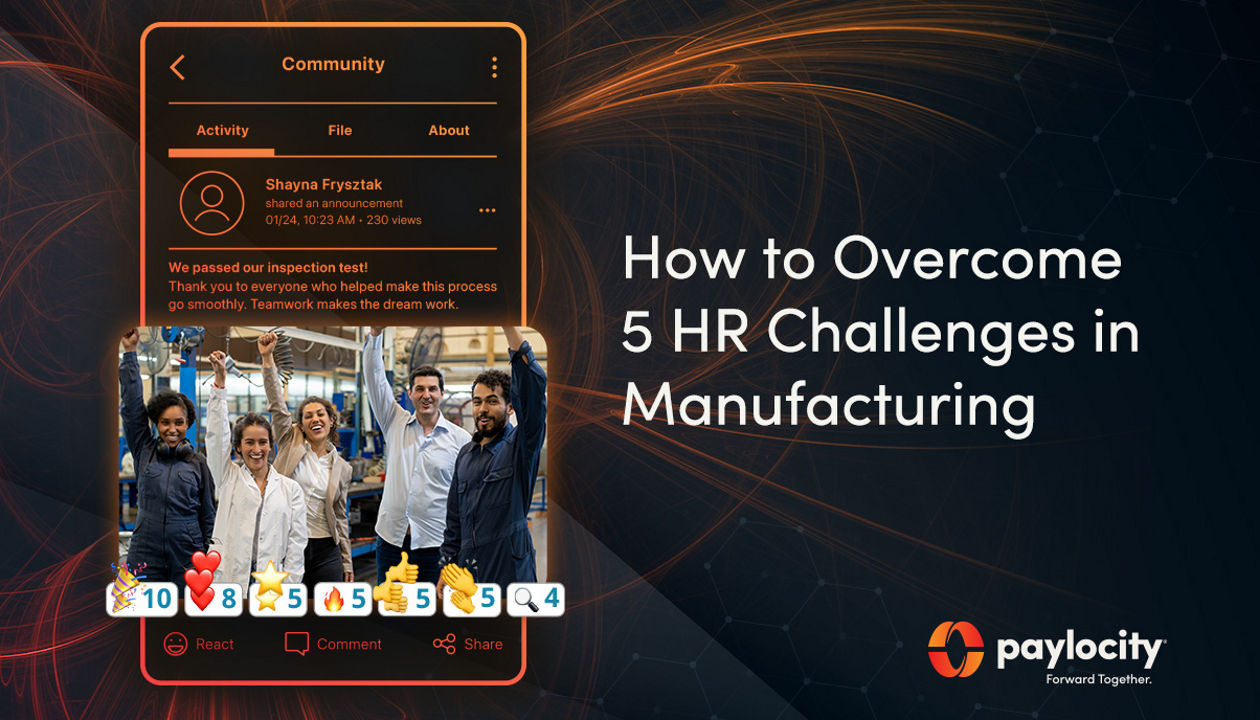 Community
Activity File About
Shayna Frysztak
shared an announcement
01/24, 10:23 AM • 230 views
We passed our inspection test!
Thank you to everyone who helped make this process
go smoothly. Teamwork makes the dream work.
10 8 5 5 5 5 4
React Comment Share
How to Overcome
5 HR Challenges in
Manufacturing
paylocity®
Forward Together.